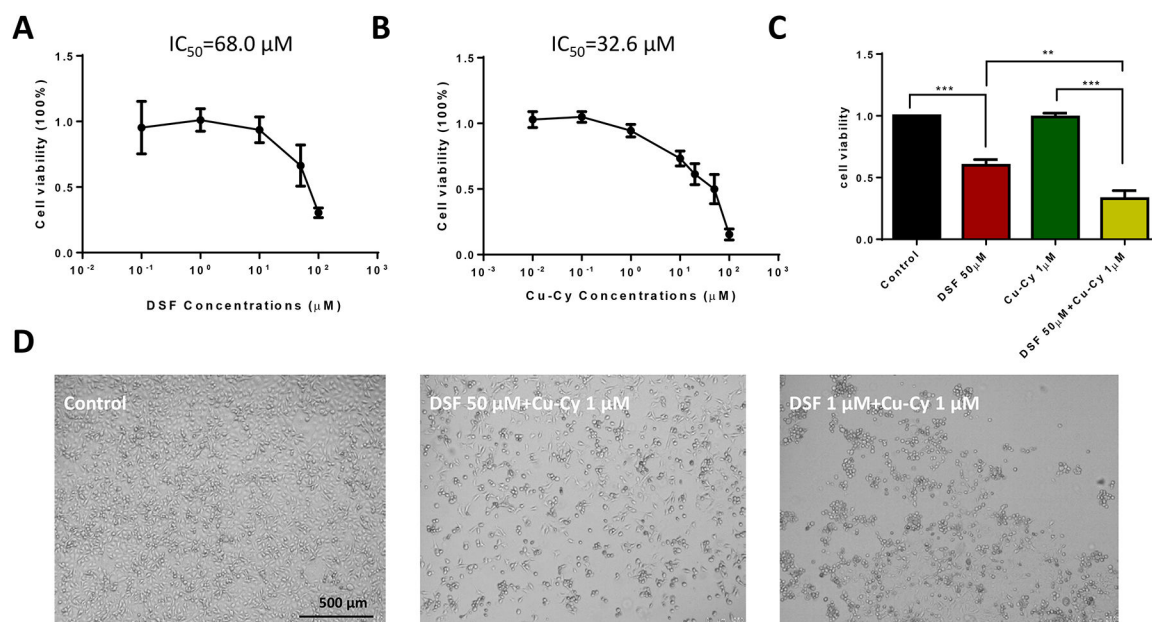 A
IC50=68.0 μM
Cell viability (100%)
1.5
1.0
0.5
0.0
10-2
10-1
100
101
102
103
DSF Concentrations (μM)
B
IC50=32.6 μM
Cell viability (100%)
1.5
1.0
0.5
0.0
10-3
10-2
10-1
100
101
102
103
Cu-Cy Concentrations (μM)
C
cell viability
1.5
1.0
0.5
0.0
***
**
***
Control
DSF 50μM
Cu-Cy 1μM
DSF 50μM+Cu-Cy 1μM
D
Control
500 μm
DSF 50 μM+Cu-Cy 1 μM
DSF 1 μM+Cu-Cy 1 μM